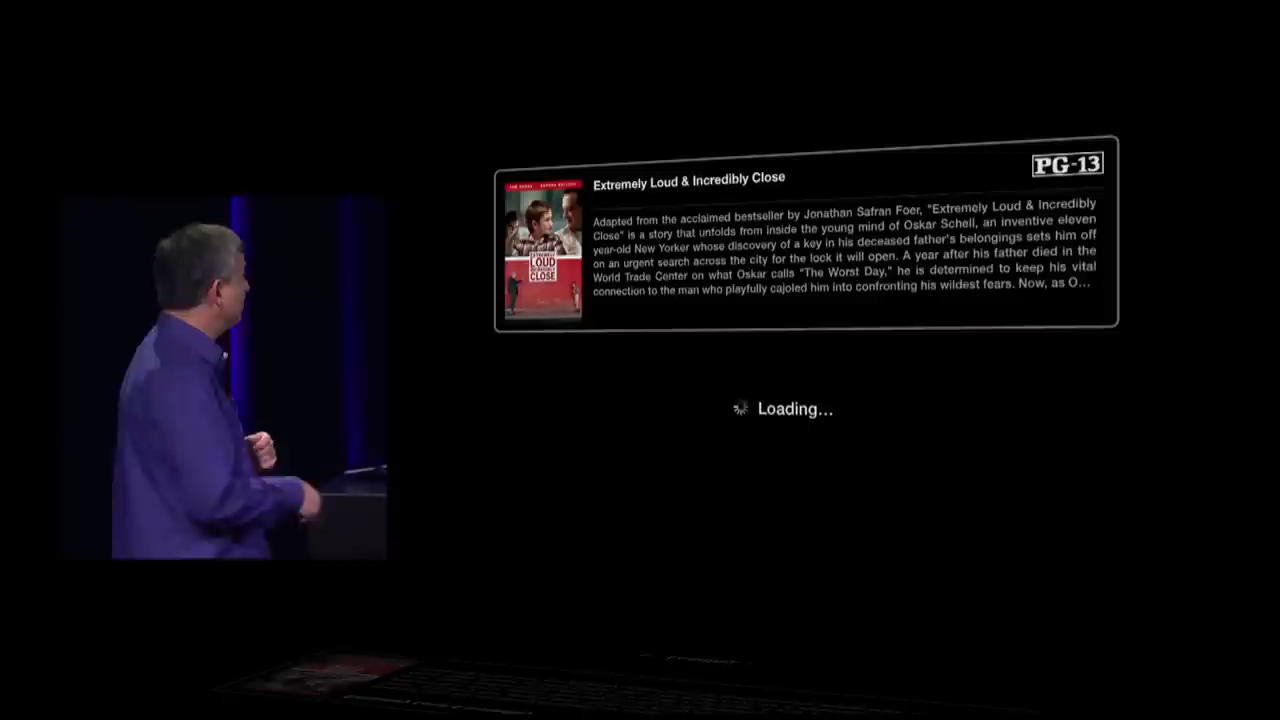 PG-13
Extremely Loud & Incredibly Close
Adapted from the acclaimed bestseller by Jonathan Safran Foer, "Extremely Loud & Incredibly
Close" is a story that unfolds from inside the young mind of Oskar Schell, an inventive eleven
year-old New Yorker whose discovery of a key in his deceased father's belongings sets him off
on an urgent search across the city for the lock it will open. A year after his father died in the
World Trade Center on what Oskar calls "The Worst Day," he is determined to keep his vital
connection to the man who playfully cajoled him into confronting his wildest fears. Now, as O...
EXTREMELY
LOUD
INCREDIBLY
CLOSE
Loading...